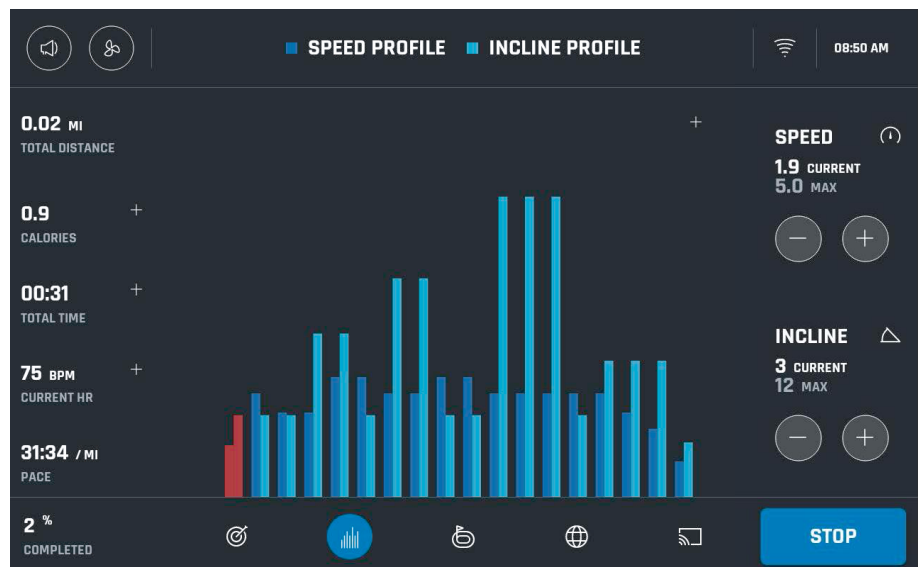 SPEED PROFILE INCLINE PROFILE
08:50 AM
0.02 MI
TOTAL DISTANCE
0.9
CALORIES
00:31
TOTAL TIME
75 BPM
CURRENT HR
31:34 / MI
PACE
2 %
COMPLETED
SPEED
1.9 CURRENT
5.0 MAX
INCLINE
3 CURRENT
12 MAX
STOP